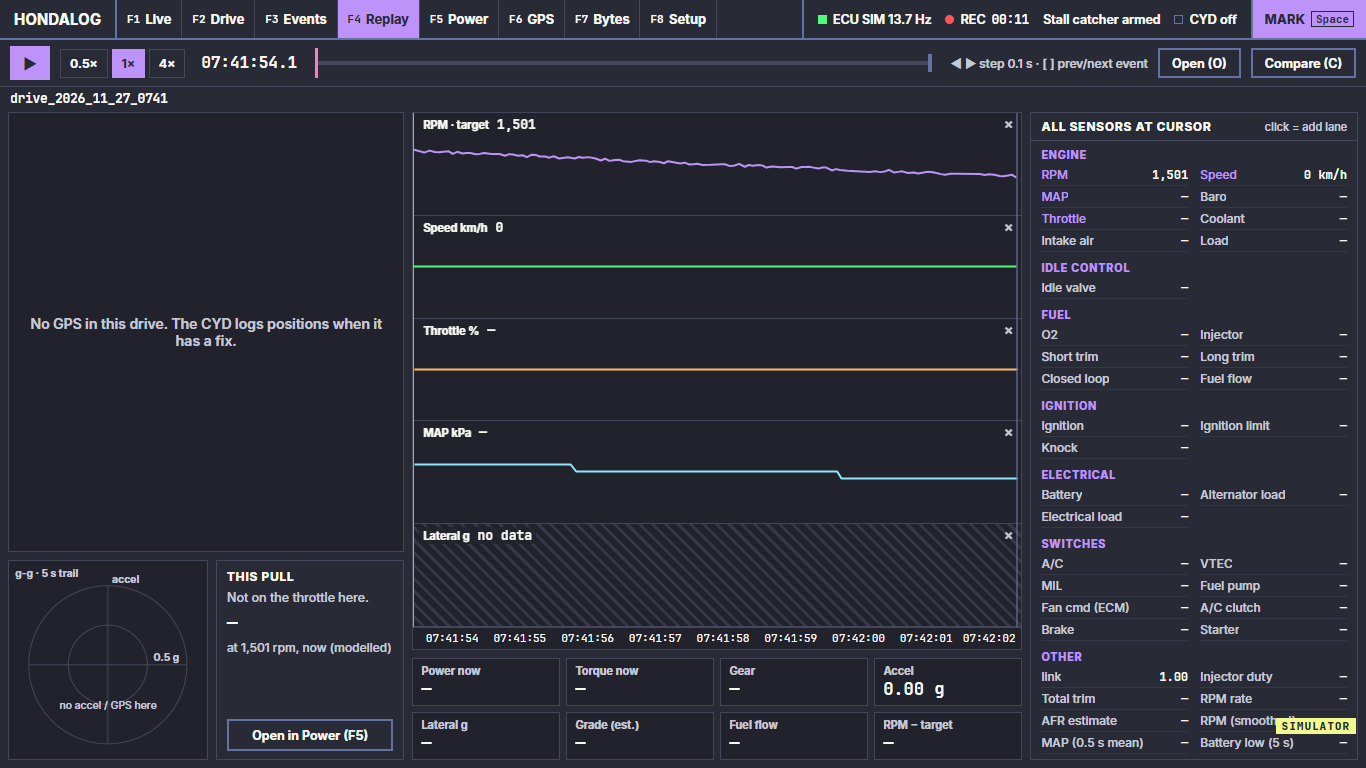 HONDALOG F1 Live F2 Drive F3 Events F4 Replay F5 Power F6 GPS F7 Bytes F8 Setup ECU SIM 13.7 Hz REC 00:11 Stall catcher armed CYD off MARK Space
0.5× 1× 4× 07:41:54.1 ◀ ▶ step 0.1 s · [ ] prev/next event Open (O) Compare (C)
drive_2026_11_27_0741
No GPS in this drive. The CYD logs positions when it
has a fix.
g-g · 5 s trail
accel
0.5 g
no accel / GPS here
THIS PULL
Not on the throttle here.
—
at 1,501 rpm, now (modelled)
Open in Power (F5)
RPM · target 1,501 ×
Speed km/h 0 ×
Throttle % — ×
MAP kPa — ×
Lateral g no data ×
07:41:54 07:41:55 07:41:56 07:41:57 07:41:58 07:41:59 07:42:00 07:42:01 07:42:02
Power now Torque now Gear Accel
— — — 0.00 g
Lateral g Grade (est.) Fuel flow RPM − target
— — — —
ALL SENSORS AT CURSOR click = add lane
ENGINE
RPM 1,501 Speed 0 km/h
MAP — Baro —
Throttle — Coolant —
Intake air — Load —
IDLE CONTROL
Idle valve —
FUEL
O2 — Injector —
Short trim — Long trim —
Closed loop — Fuel flow —
IGNITION
Ignition — Ignition limit —
Knock —
ELECTRICAL
Battery — Alternator load —
Electrical load —
SWITCHES
A/C — VTEC —
MIL — Fuel pump —
Fan cmd (ECM) — A/C clutch —
Brake — Starter —
OTHER
link 1.00 Injector duty —
Total trim — RPM rate —
AFR estimate — RPM
SIMULATOR
MAP (0.5 s mean) — Battery low (5 s) —